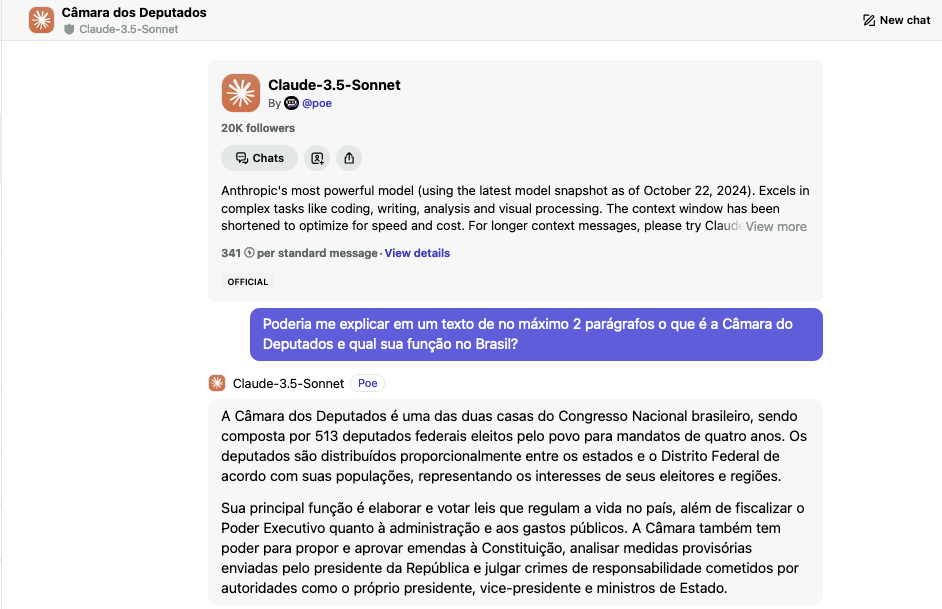 Câmara dos Deputados
Claude-3.5-Sonnet
New chat
Claude-3.5-Sonnet
By @poe
20K followers
Chats
Anthropic's most powerful model (using the latest model snapshot as of October 22, 2024). Excels in
complex tasks like coding, writing, analysis and visual processing. The context window has been
shortened to optimize for speed and cost. For longer context messages, please try Claude View more
341 per standard message · View details
OFFICIAL
Poderia me explicar em um texto de no máximo 2 parágrafos o que é a Câmara do
Deputados e qual sua função no Brasil?
Claude-3.5-Sonnet Poe
A Câmara dos Deputados é uma das duas casas do Congresso Nacional brasileiro, sendo
composta por 513 deputados federais eleitos pelo povo para mandatos de quatro anos. Os
deputados são distribuídos proporcionalmente entre os estados e o Distrito Federal de
acordo com suas populações, representando os interesses de seus eleitores e regiões.
Sua principal função é elaborar e votar leis que regulam a vida no país, além de fiscalizar o
Poder Executivo quanto à administração e aos gastos públicos. A Câmara também tem
poder para propor e aprovar emendas à Constituição, analisar medidas provisórias
enviadas pelo presidente da República e julgar crimes de responsabilidade cometidos por
autoridades como o próprio presidente, vice-presidente e ministros de Estado.